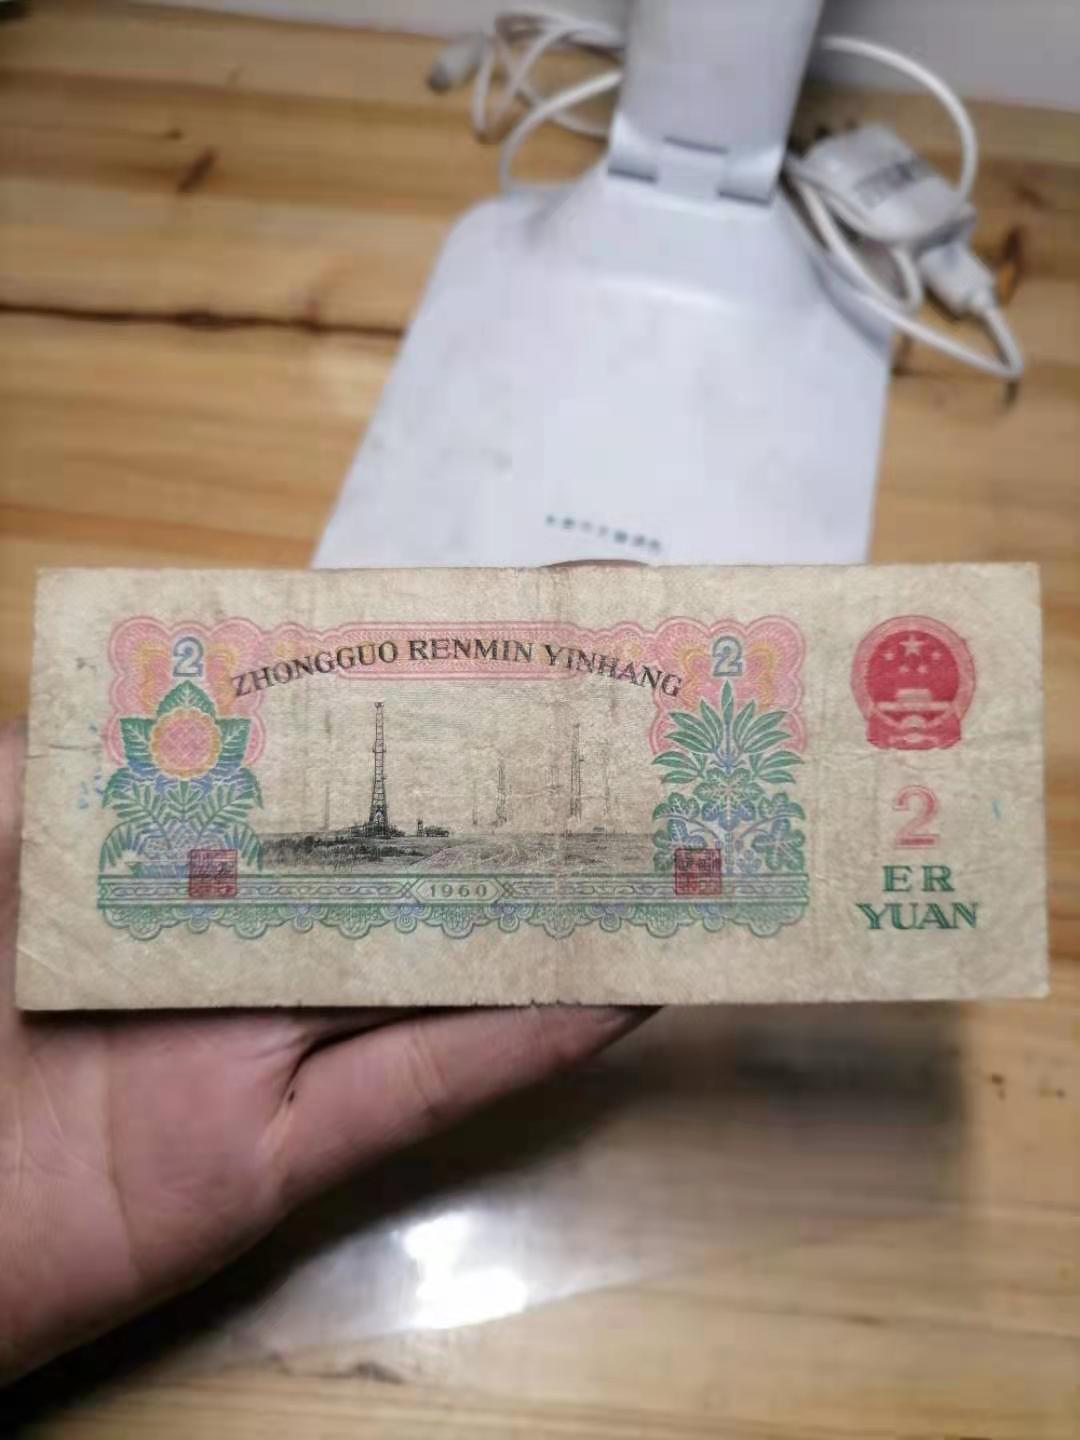 2
2
ZHONGGUO RENMIN YINHANG
1960
2
ER
YUAN